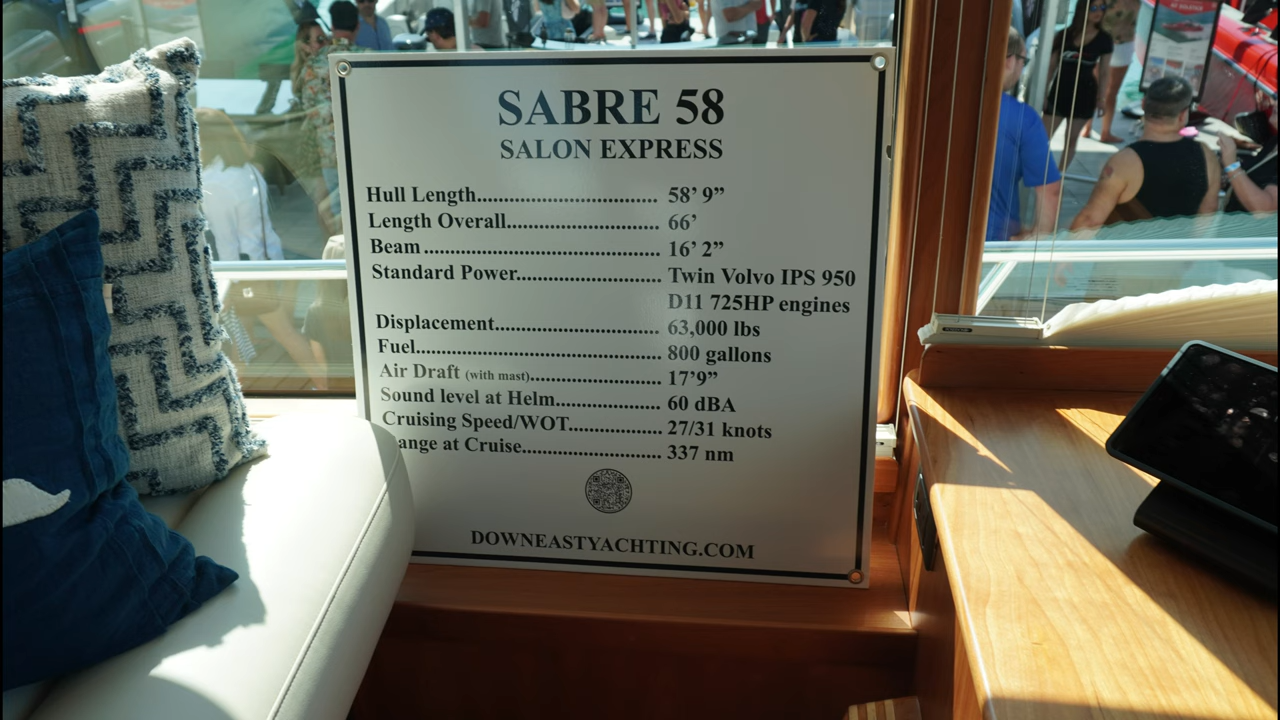 SABRE 58
SALON EXPRESS
Hull Length.............................. 58' 9”
Length Overall......................... 66'
Beam....................................... 16' 2”
Standard Power....................... Twin Volvo IPS 950
D11 725HP engines
Displacement........................... 63,000 lbs
Fuel......................................... 800 gallons
Air Draft (with mast)...................... 17'9”
Sound level at Helm................. 60 dBA
Cruising Speed/WOT............... 27/31 knots
ange at Cruise....................... 337 nm
DOWNEASTYACHTING.COM